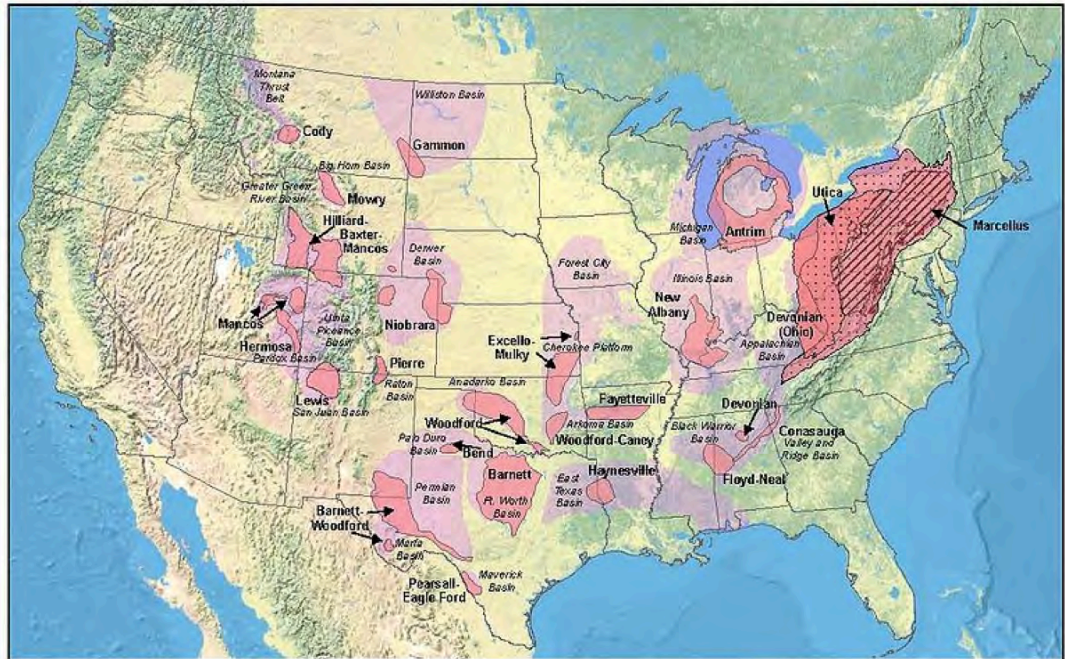 Montana
Thrust
Belt
Cody
Williston Basin
Gammon
Big Horn Basin
Greater Green
River Basin
Mowry
Hilliard-
Baxter-
Mancos
Denver
Basin
Niobrara
Mancos
Uinta
Piceance
Basin
Hermosa
Paradox Basin
Pierre
Raton
Basin
Lewis
San Juan Basin
Forest City
Basin
Excello-
Mulky
Cherokee Platform
Anadarko Basin
Woodford
Palo Duro
Basin
Bend
Fayetteville
Arkoma Basin
Woodford-Caney
Barnett
Ft. Worth
Basin
Permian
Basin
Barnett-
Woodford
Marfa
Basin
Pearsall-
Eagle Ford
Maverick
Basin
East
Texas
Basin
Haynesville
Michigan
Basin
Antrim
Illinois Basin
New
Albany
Utica
Marcellus
Devonian
(Ohio)
Appalachian
Basin
Devonian
Black Warrior
Basin
Conasauga
Valley and
Ridge Basin
Floyd-Neal